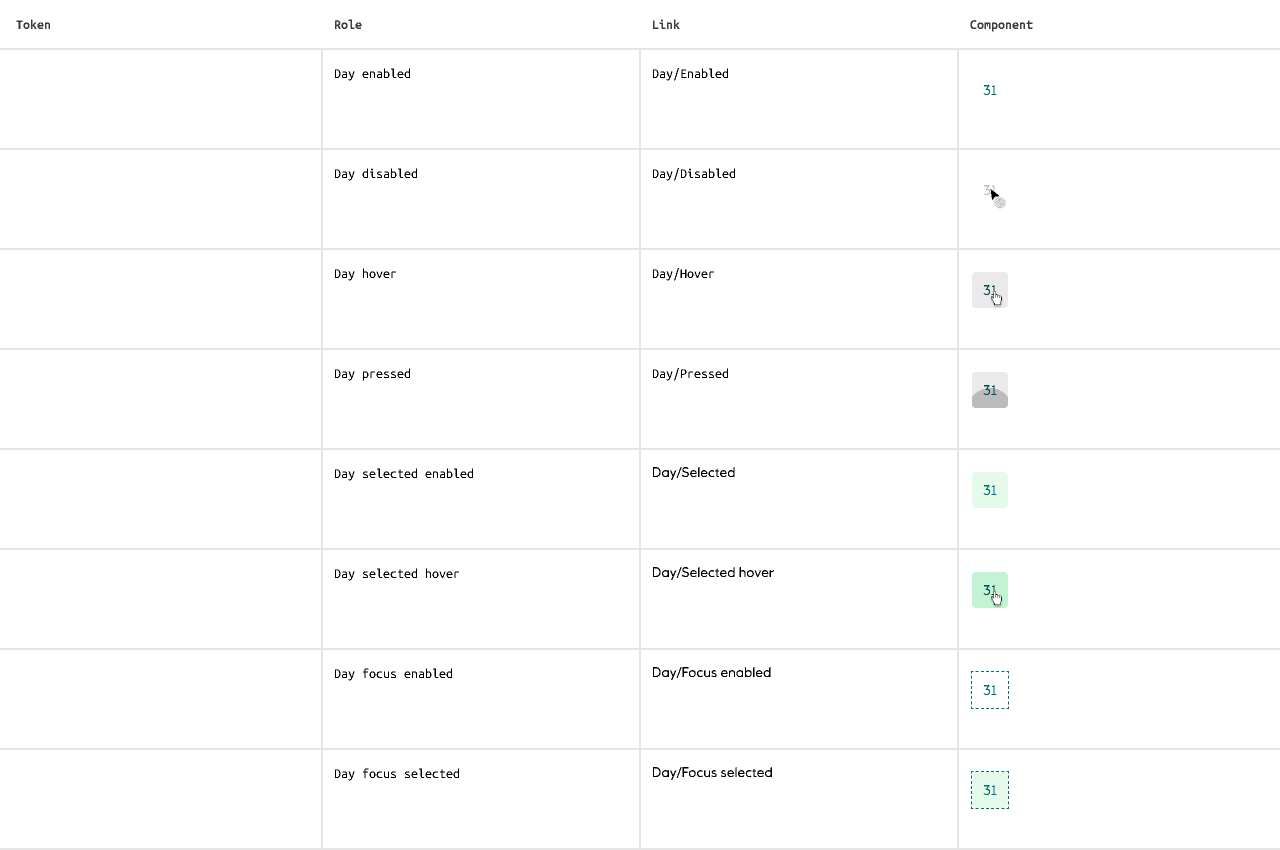 Token Role Link Component
Day enabled Day/Enabled 31
Day disabled Day/Disabled
Day hover Day/Hover 31
Day pressed Day/Pressed 31
Day selected enabled Day/Selected 31
Day selected hover Day/Selected hover 31
Day focus enabled Day/Focus enabled 31
Day focus selected Day/Focus selected 31